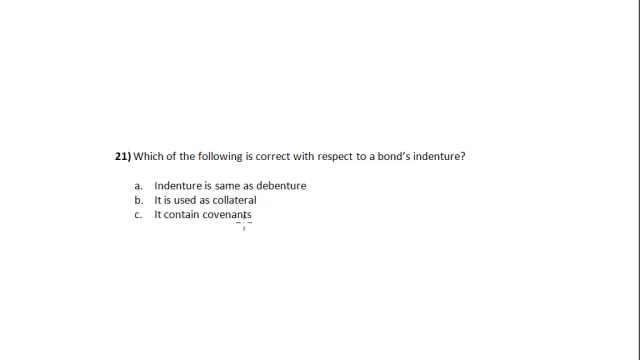 21) Which of the following is correct with respect to a bond's indenture?
a. Indenture is same as debenture
b. It is used as collateral
c. It contain covenants